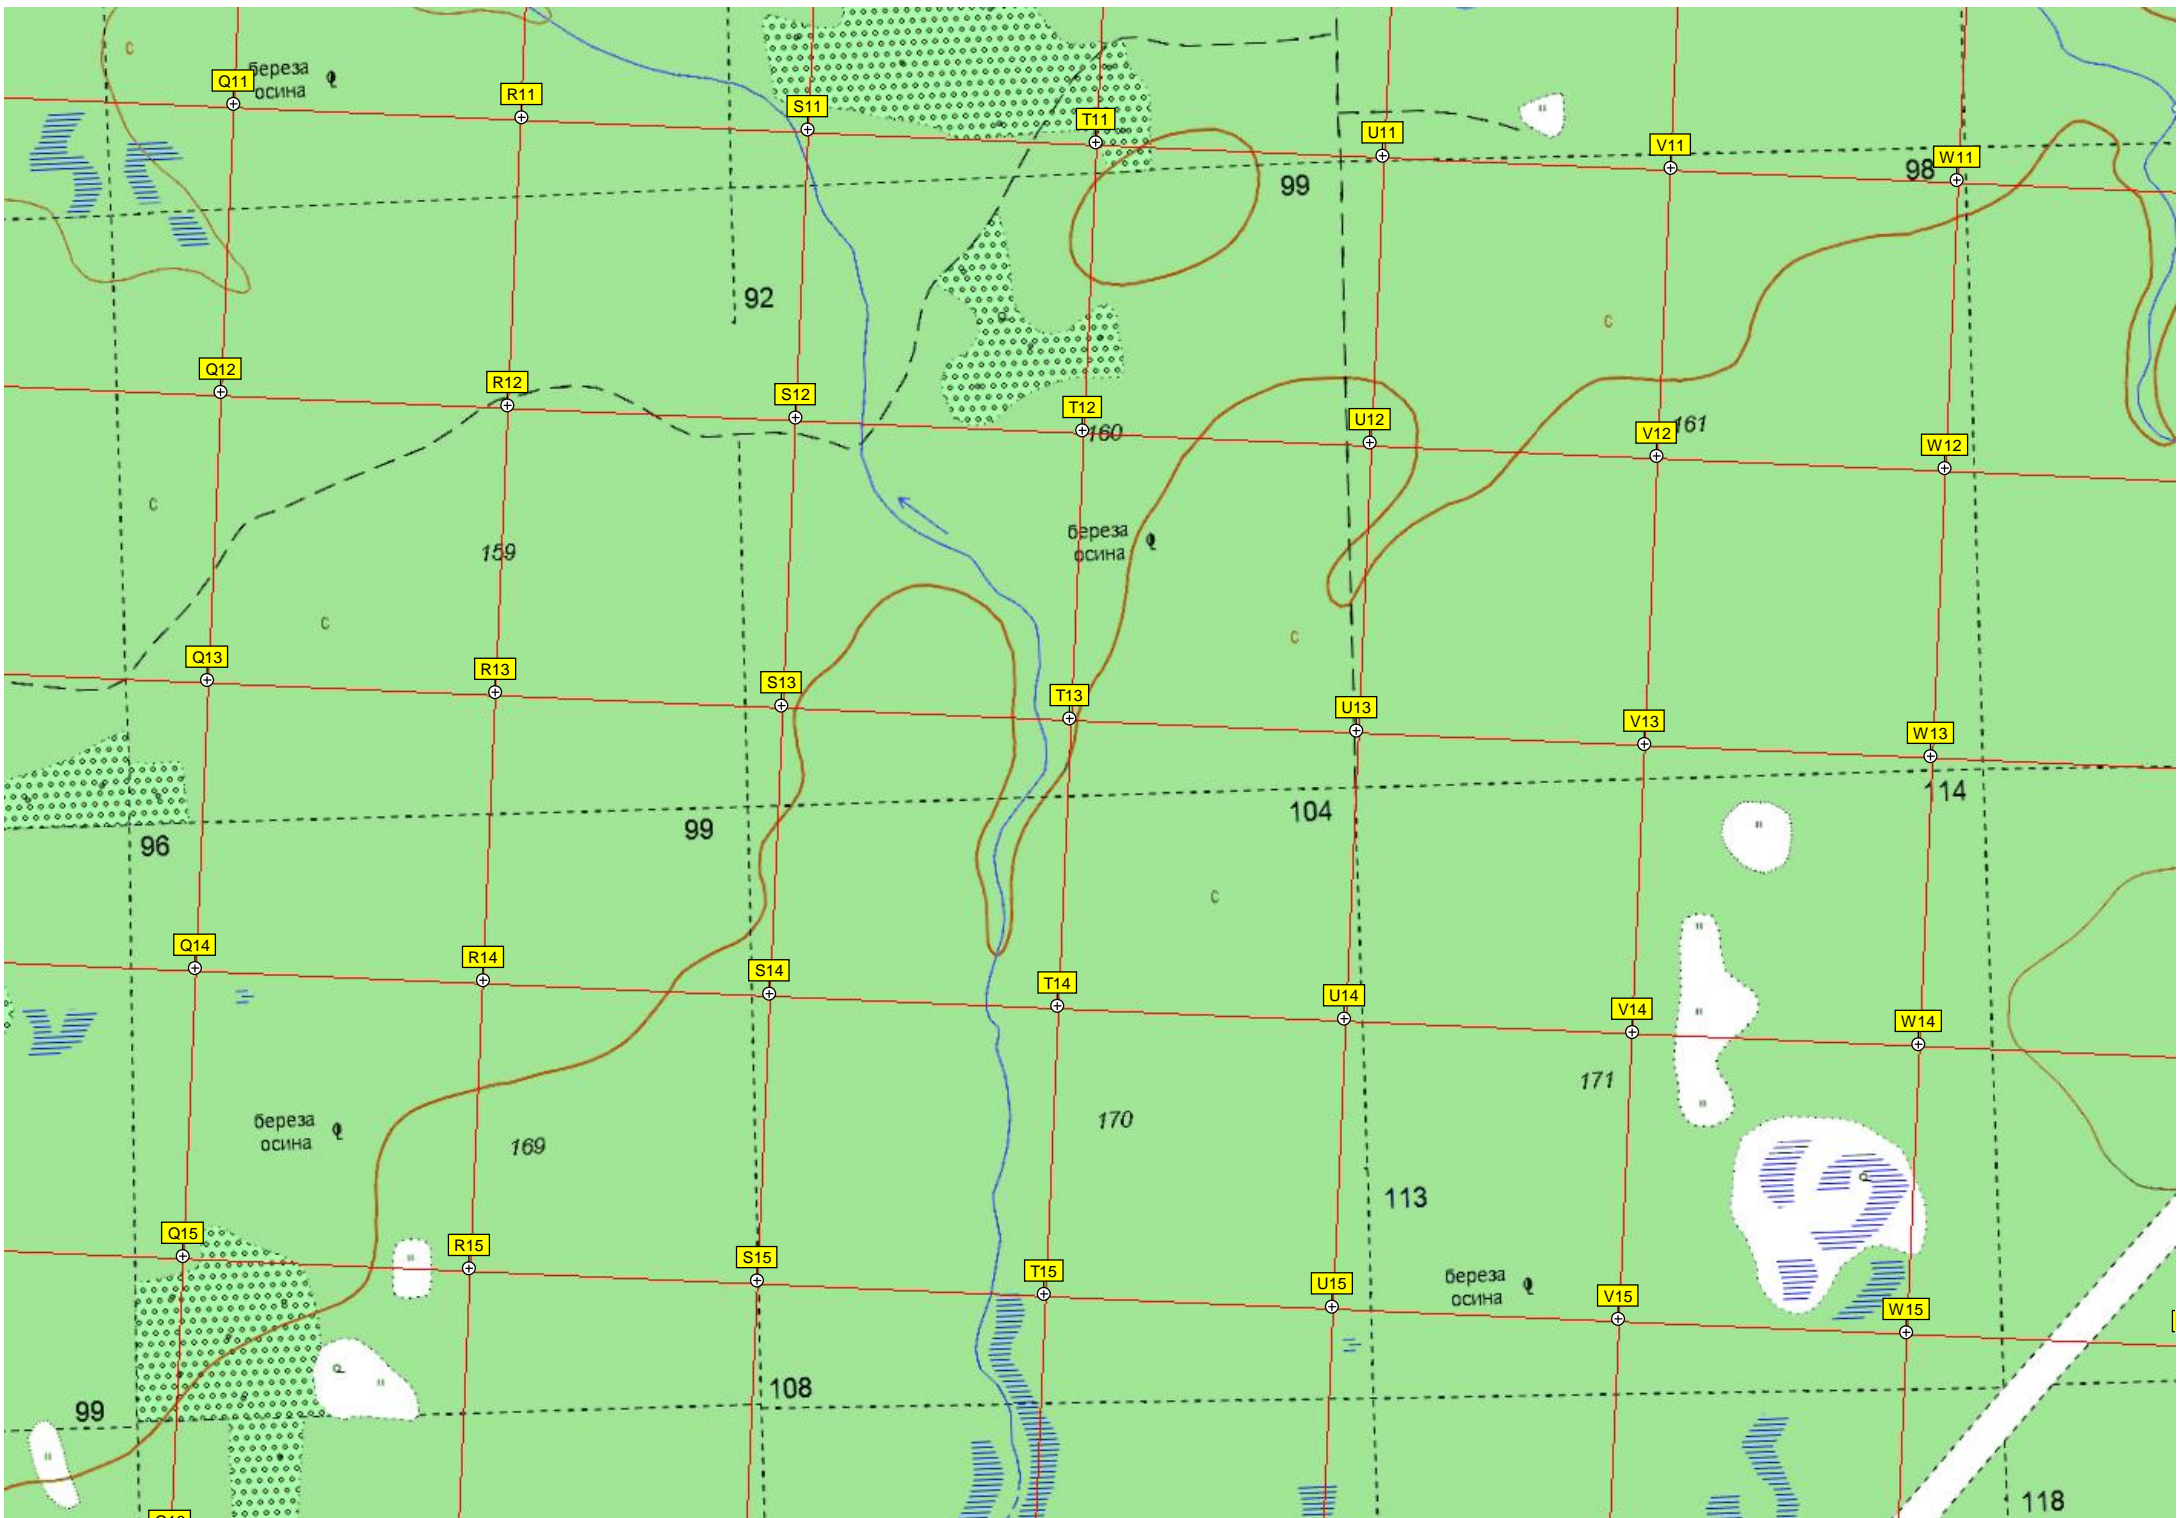 с
береза
осина
Q11
R11
S11
T11
U11
V11
W11
99
98
92
с
Q12
R12
S12
T12
160
U12
V12
161
W12
с
159
береза
осина
с
с
Q13
R13
S13
T13
U13
V13
W13
96
99
104
114
с
Q14
R14
S14
T14
U14
V14
W14
171
береза
осина
169
170
113
Q15
R15
S15
T15
U15
береза
осина
V15
W15
99
108
118